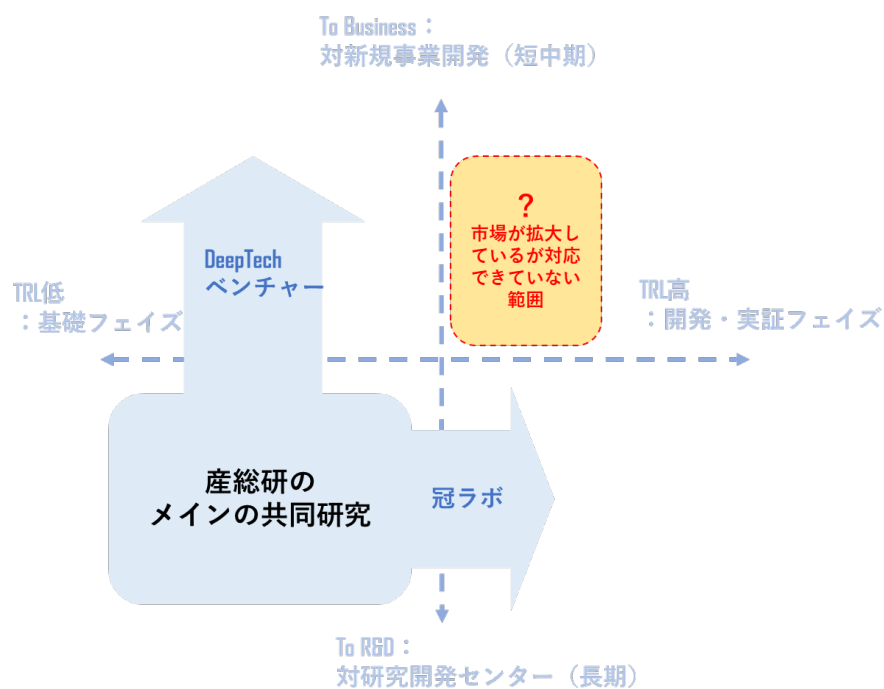 To Business：
対新規事業開発（短中期）
？
市場が拡大し
ているが対応
できていない
範囲
DeepTech
ベンチャー
TRL低
：基礎フェイズ
TRL高
：開発・実証フェイズ
産総研の
メインの共同研究
冠ラボ
To R&D：
対研究開発センター（長期）